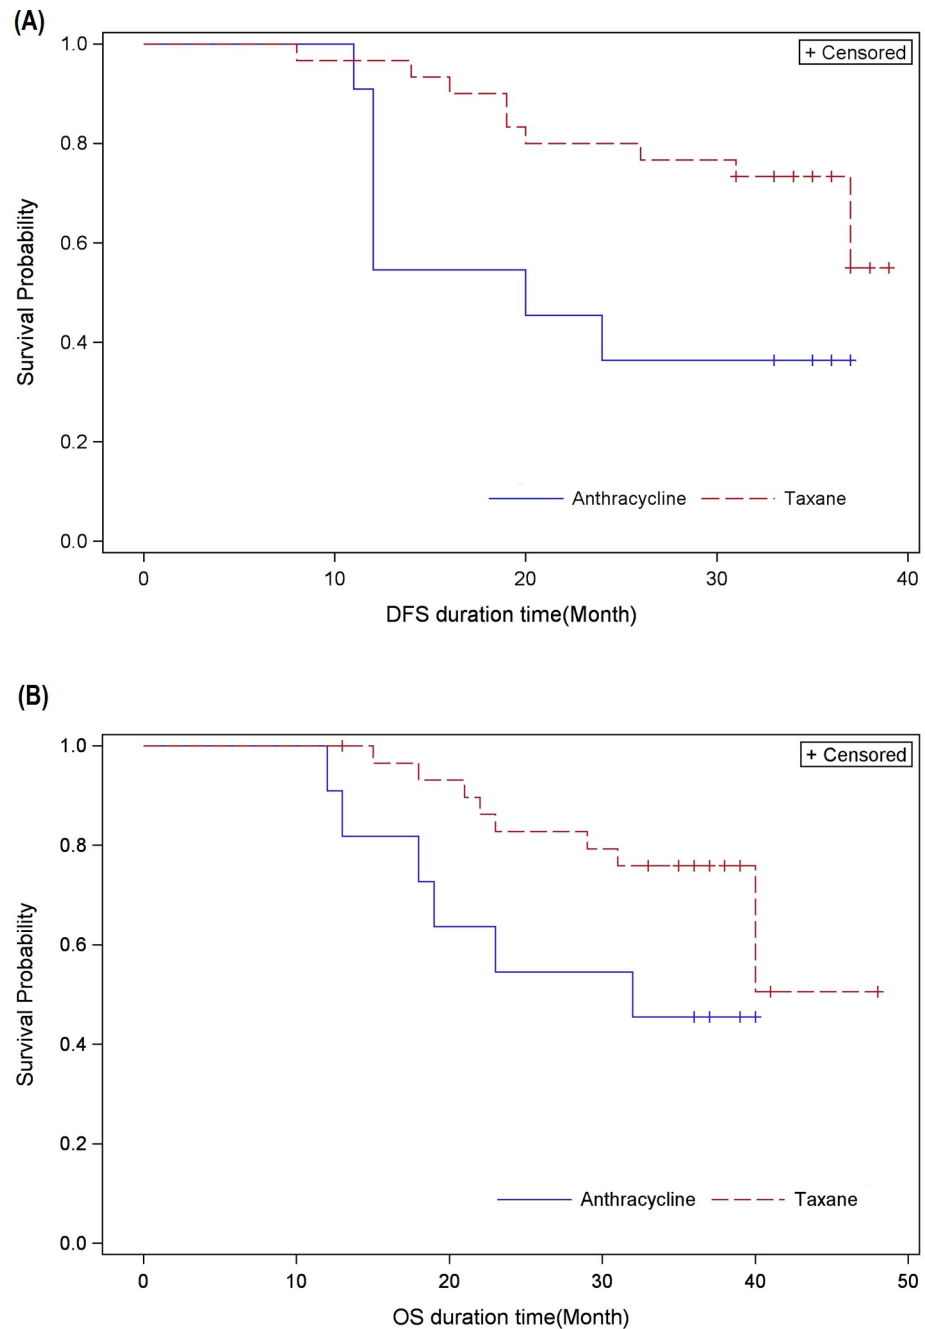 (A)
1.0
+ Censored
0.8
0.6
0.4
0.2
0.0
Survival Probability
Anthracycline Taxane
0 10 20 30 40
DFS duration time(Month)
(B)
1.0
+ Censored
0.8
0.6
0.4
0.2
0.0
Survival Probability
Anthracycline Taxane
0 10 20 30 40 50
OS duration time(Month)